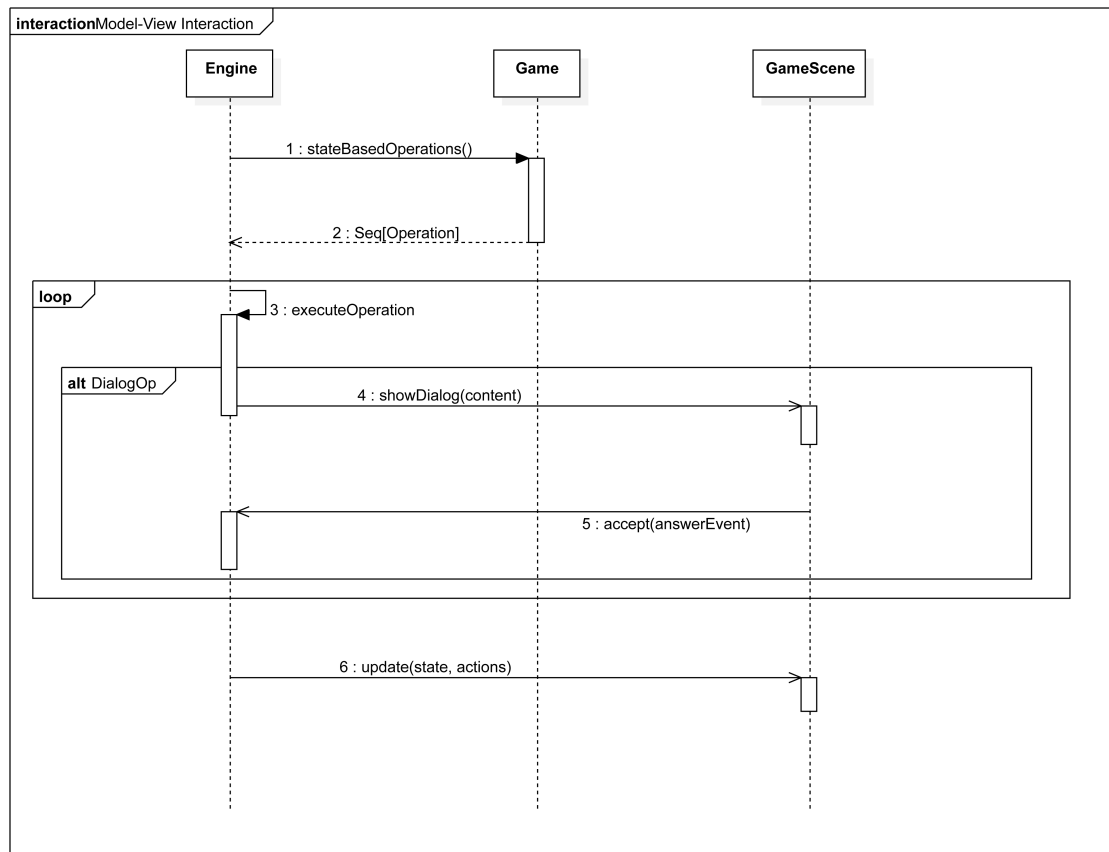 interactionModel-View Interaction
Engine
Game
GameScene
1 : stateBasedOperations()
2 : Seq[Operation]
loop
3 : executeOperation
alt DialogOp
4 : showDialog(content)
5 : accept(answerEvent)
6 : update(state, actions)